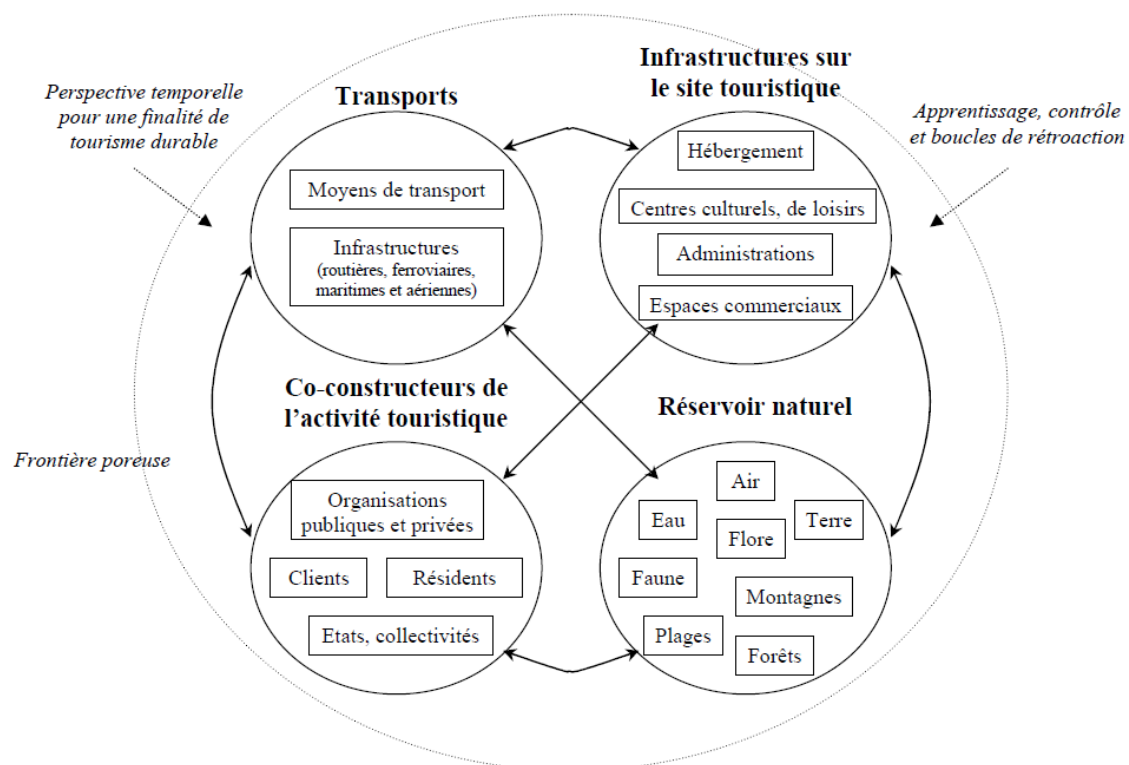 Infrastructures sur
le site touristique
Perspective temporelle
pour une finalité de
tourisme durable
Transports
Apprentissage, contrôle
et boucles de rétroaction
Moyens de transport
Infrastructures
(routières, ferroviaires,
maritimes et aériennes)
Hébergement
Centres culturels, de loisirs
Administrations
Espaces commerciaux
Co-constructeurs de
l’activité touristique
Réservoir naturel
Frontière poreuse
Organisations
publiques et privées
Clients
Résidents
Etats, collectivités
Air
Eau
Terre
Flore
Faune
Montagnes
Plages
Forêts